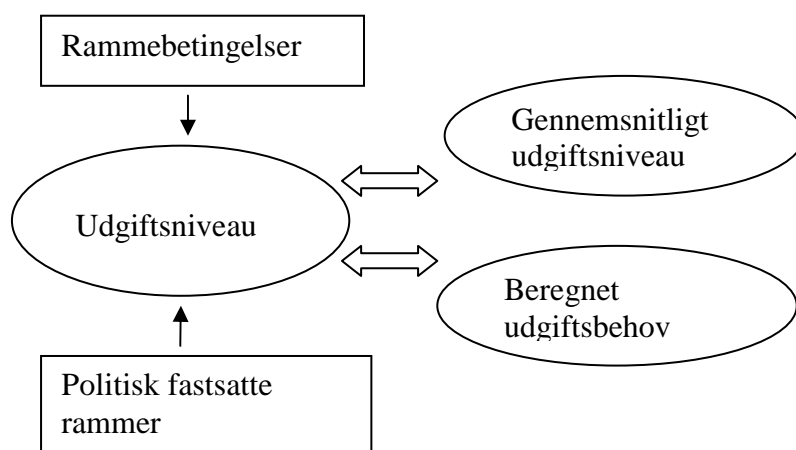 Rammebetingelser
Gennemsnitligt
udgiftsniveau
Udgiftsniveau
Beregnet
udgiftsbehov
Politisk fastsatte
rammer